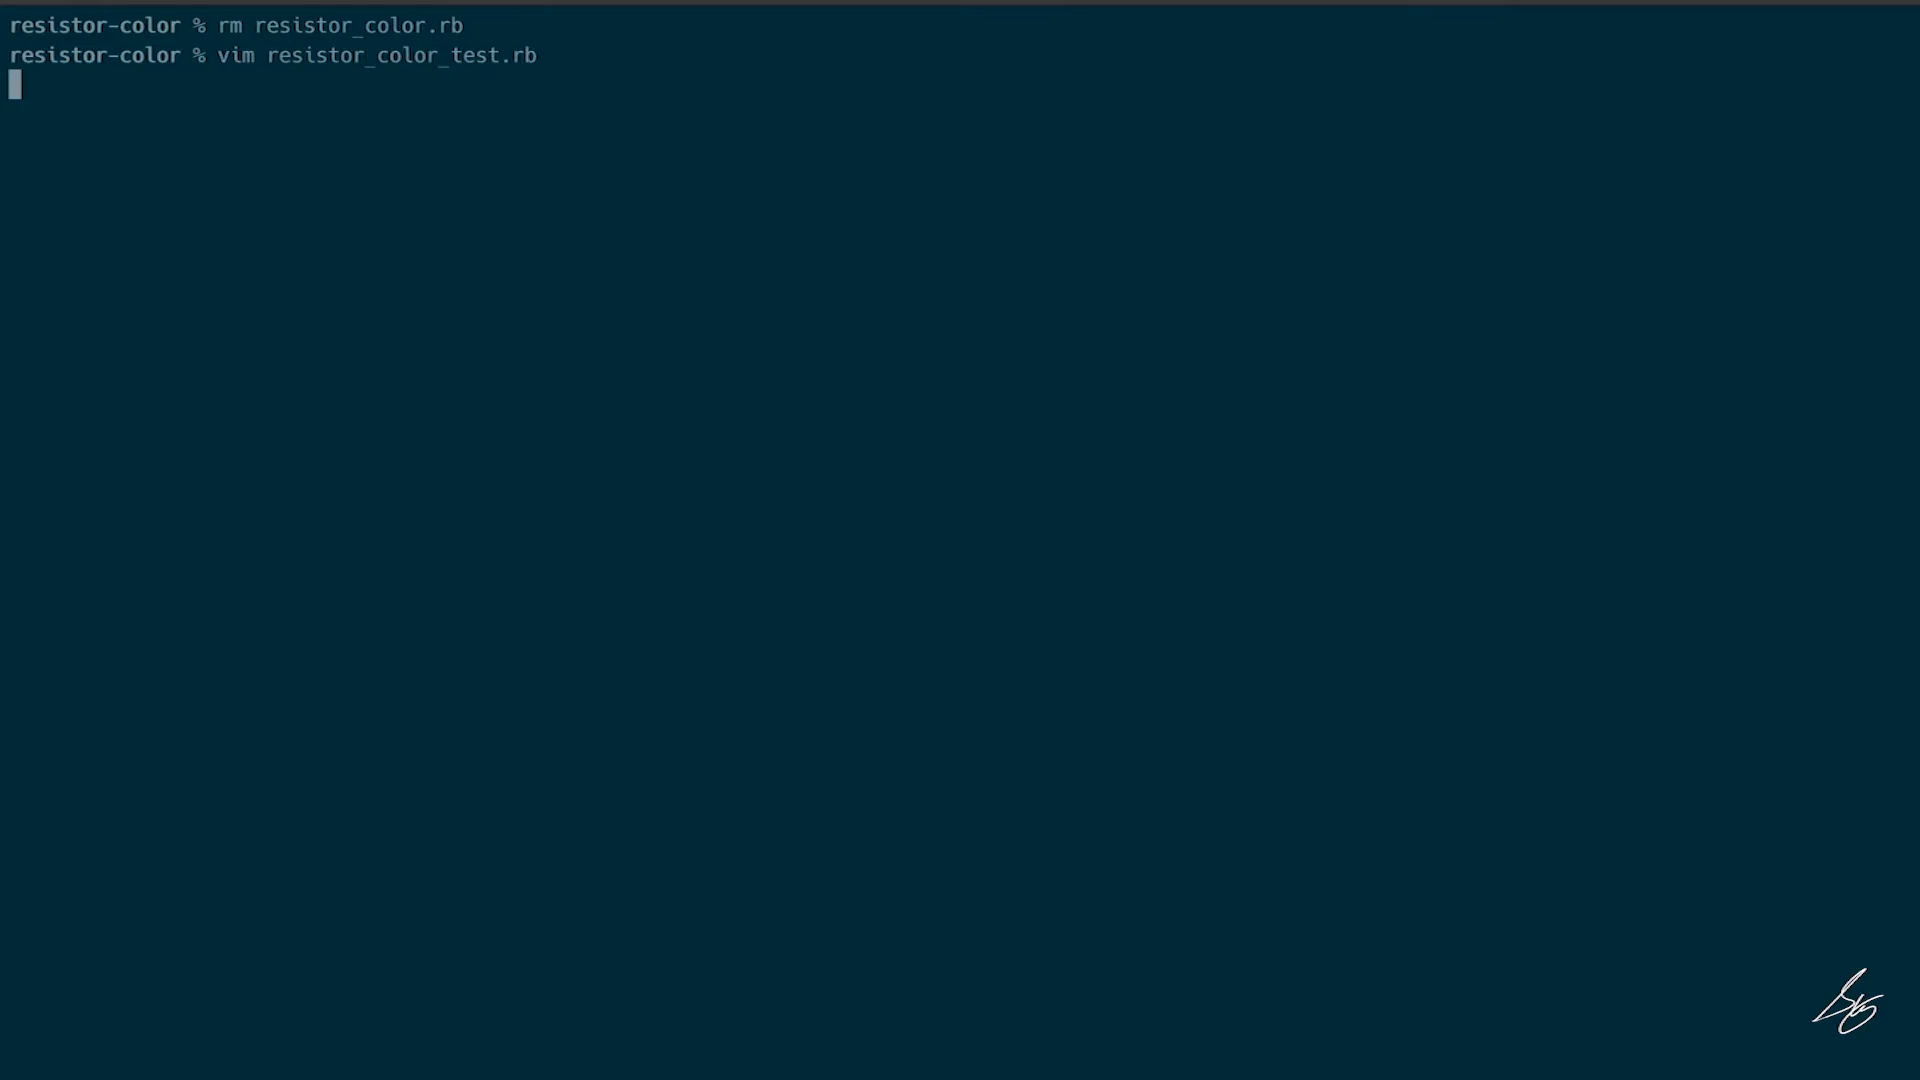 resistor-color % rm resistor_color.rb
resistor-color % vim resistor_color_test.rb